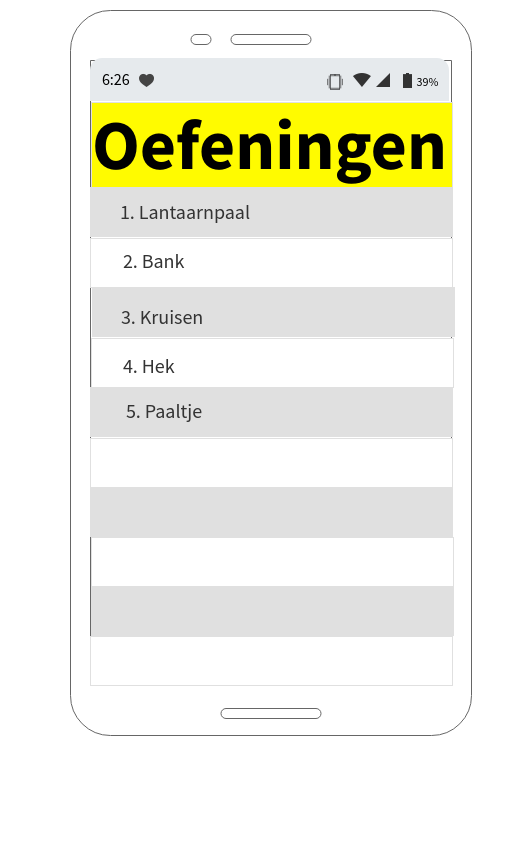 6:26 39%
Oefeningen
1. Lantaarnpaal
2. Bank
3. Kruisen
4. Hek
5. Paaltje